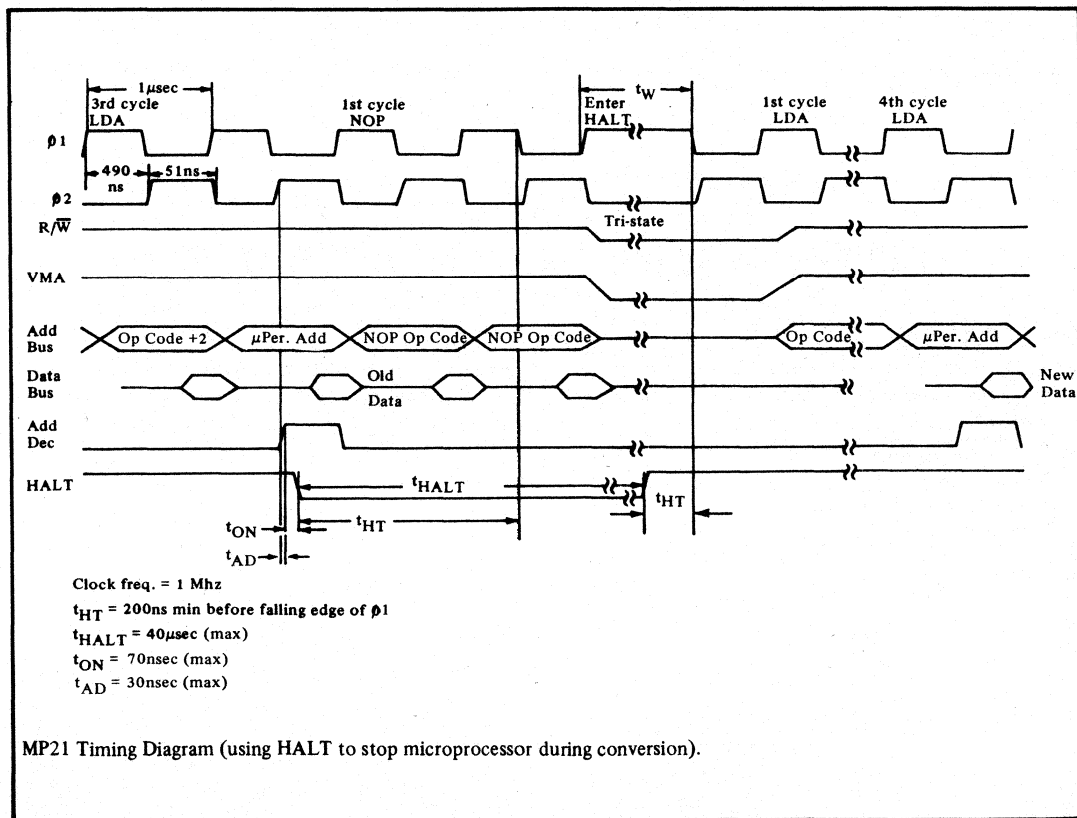 1μsec
tW
3rd cycle
LDA
1st cycle
NOP
Enter
HALT
1st cycle
LDA
4th cycle
LDA
ø1
490
ns
51ns
ø2
R/W̅
Tri-state
VMA
Add
Bus
Op Code +2
μPer. Add
NOP Op Code
NOP Op Code
Op Code
μPer. Add
Data
Bus
Old
Data
New
Data
Add
Dec
HALT
tHALT
tHT
tHT
tON
tAD
Clock freq. = 1 Mhz
tHT = 200ns min before falling edge of ø1
tHALT = 40μsec (max)
tON = 70nsec (max)
tAD = 30nsec (max)
MP21 Timing Diagram (using HALT to stop microprocessor during conversion).